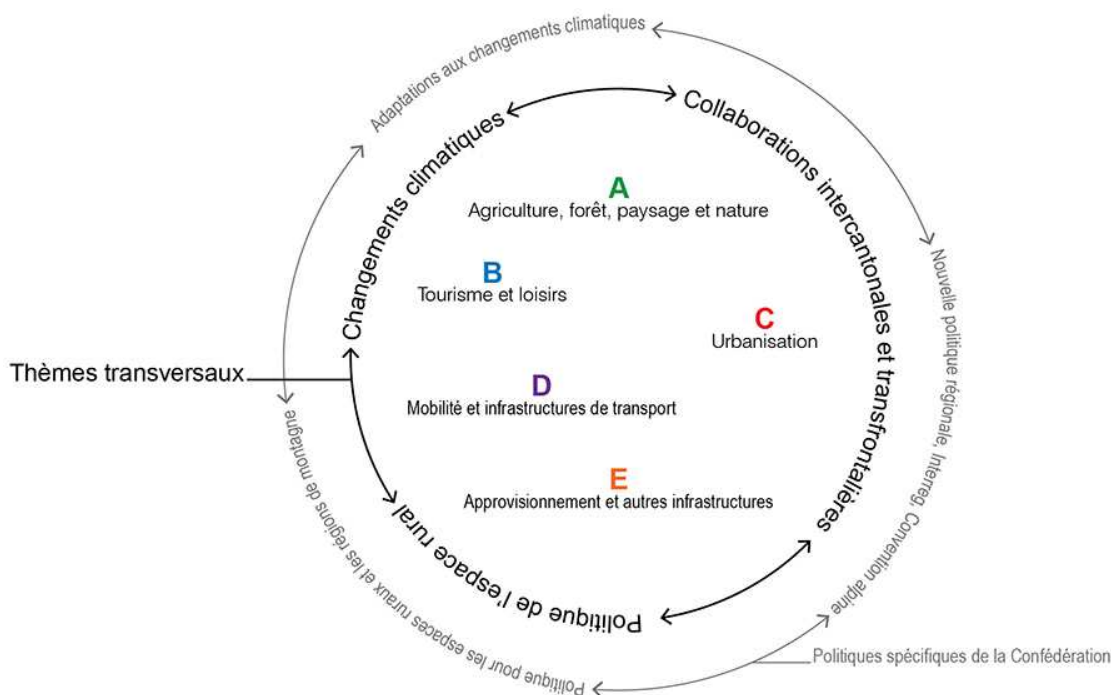 Adaptations aux changements climatiques
Changements climatiques
Collaborations intercantonales et transfrontalières
A
Agriculture, forêt, paysage et nature
B
Tourisme et loisirs
C
Urbanisation
Nouvelle politique régionale, Interreg, Convention alpine
Thèmes transversaux
D
Mobilité et infrastructures de transport
E
Approvisionnement et autres infrastructures
Politique de l'espace rural
Politique pour les espaces ruraux et les régions de montagne
Politiques spécifiques de la Confédération